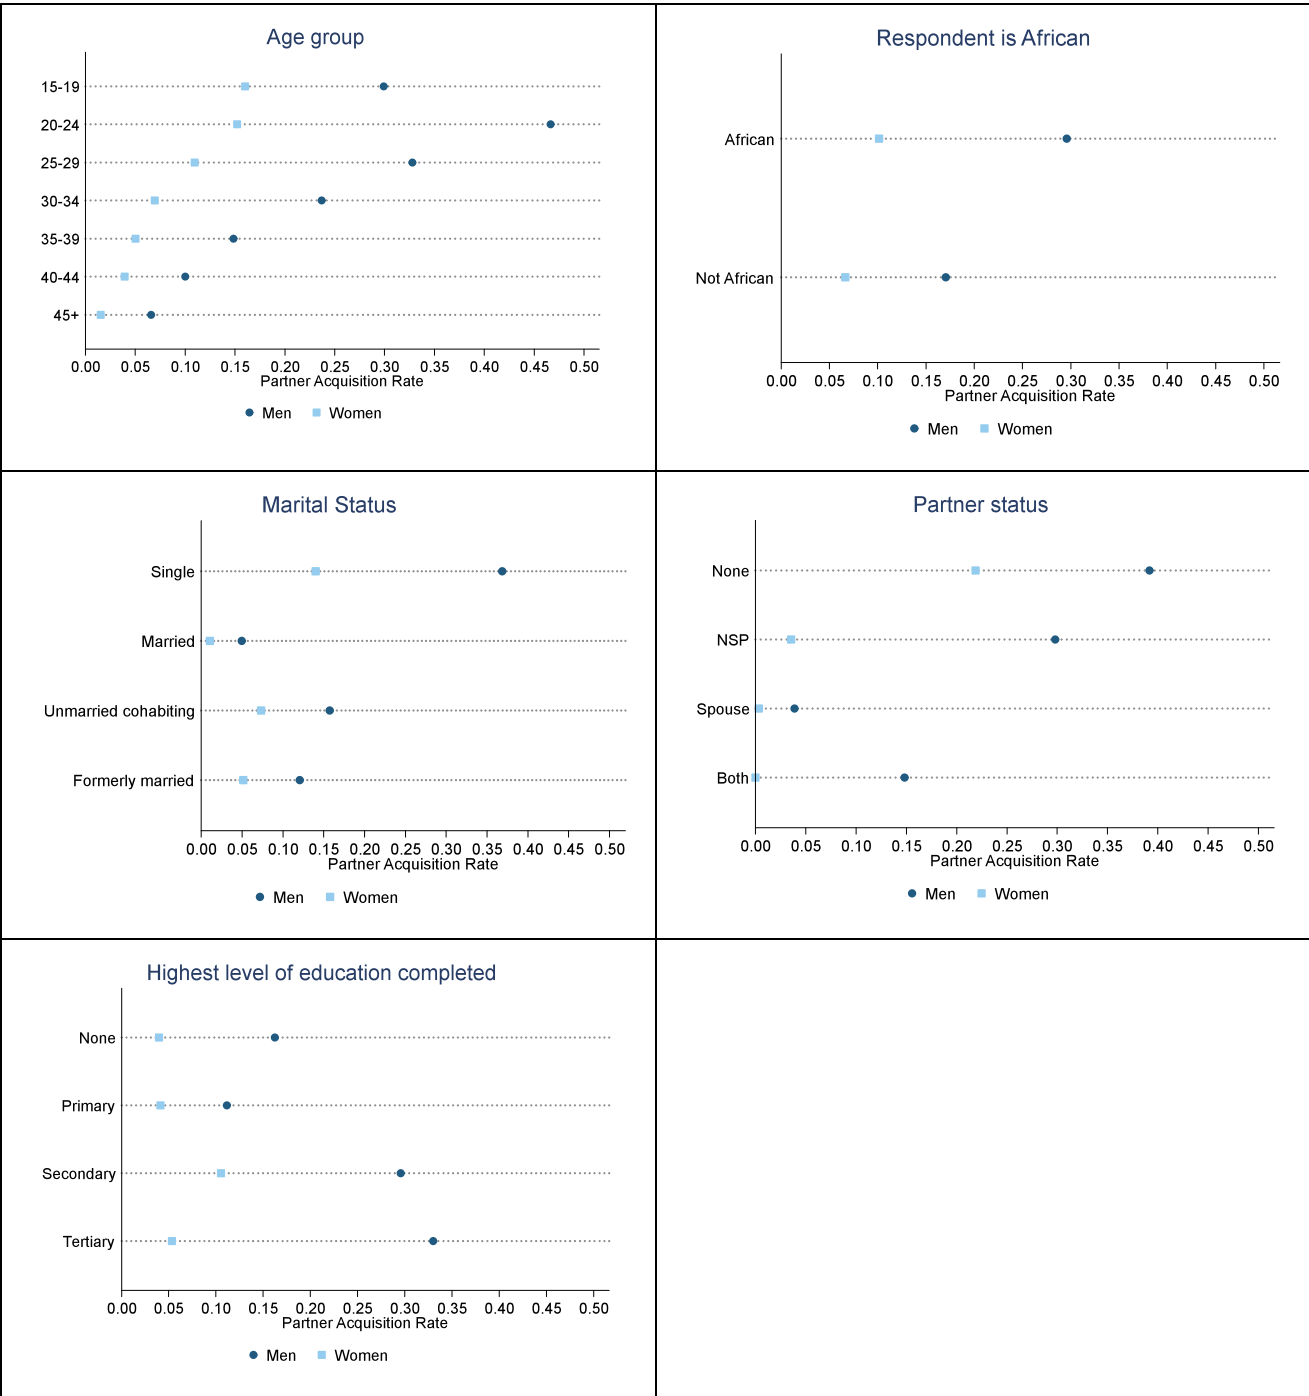 Age group
15-19
20-24
25-29
30-34
35-39
40-44
45+
0.00 0.05 0.10 0.15 0.20 0.25 0.30 0.35 0.40 0.45 0.50
Partner Acquisition Rate
Men Women
Respondent is African
African
Not African
0.00 0.05 0.10 0.15 0.20 0.25 0.30 0.35 0.40 0.45 0.50
Partner Acquisition Rate
Men Women
Marital Status
Single
Married
Unmarried cohabiting
Formerly married
0.00 0.05 0.10 0.15 0.20 0.25 0.30 0.35 0.40 0.45 0.50
Partner Acquisition Rate
Men Women
Partner status
None
NSP
Spouse
Both
0.00 0.05 0.10 0.15 0.20 0.25 0.30 0.35 0.40 0.45 0.50
Partner Acquisition Rate
Men Women
Highest level of education completed
None
Primary
Secondary
Tertiary
0.00 0.05 0.10 0.15 0.20 0.25 0.30 0.35 0.40 0.45 0.50
Partner Acquisition Rate
Men Women